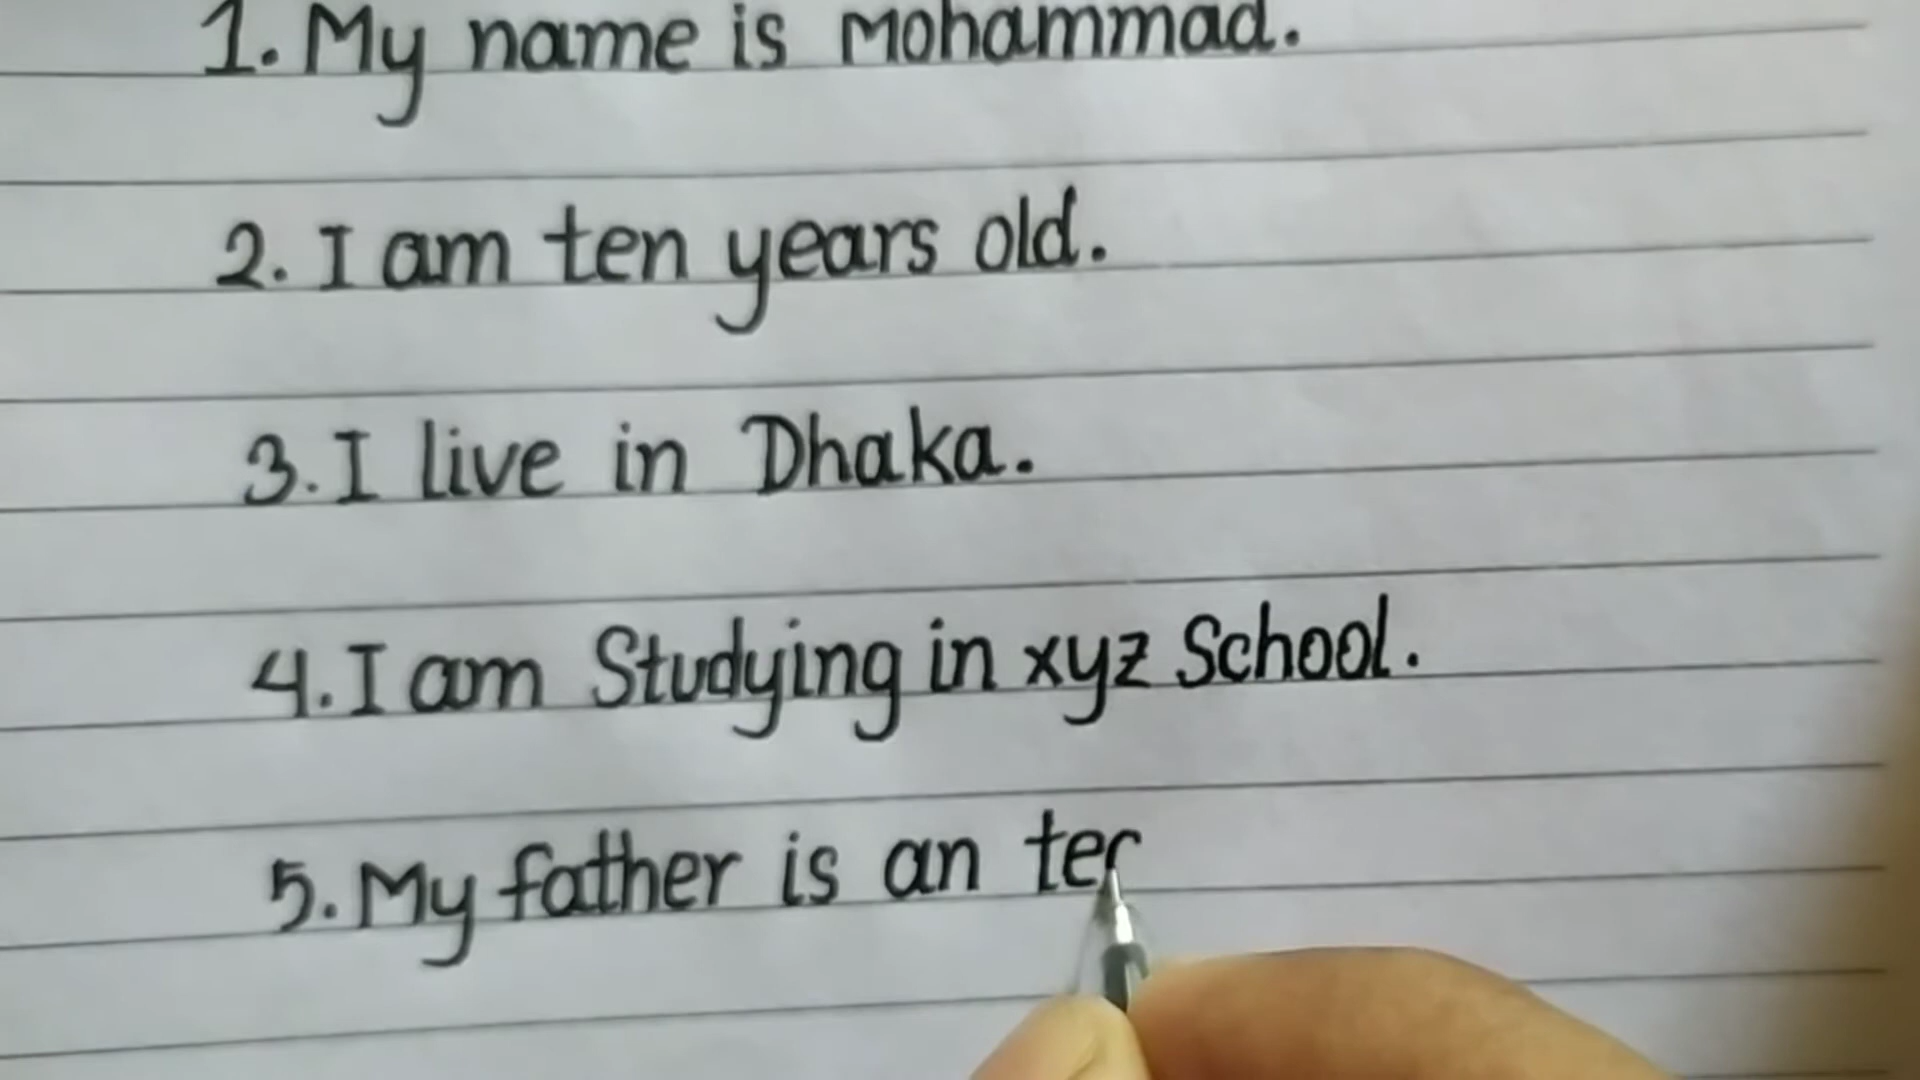 1. My name is Mohammad.
2. I am ten years old.
3. I live in Dhaka.
4. I am Studying in xyz School.
5. My father is an